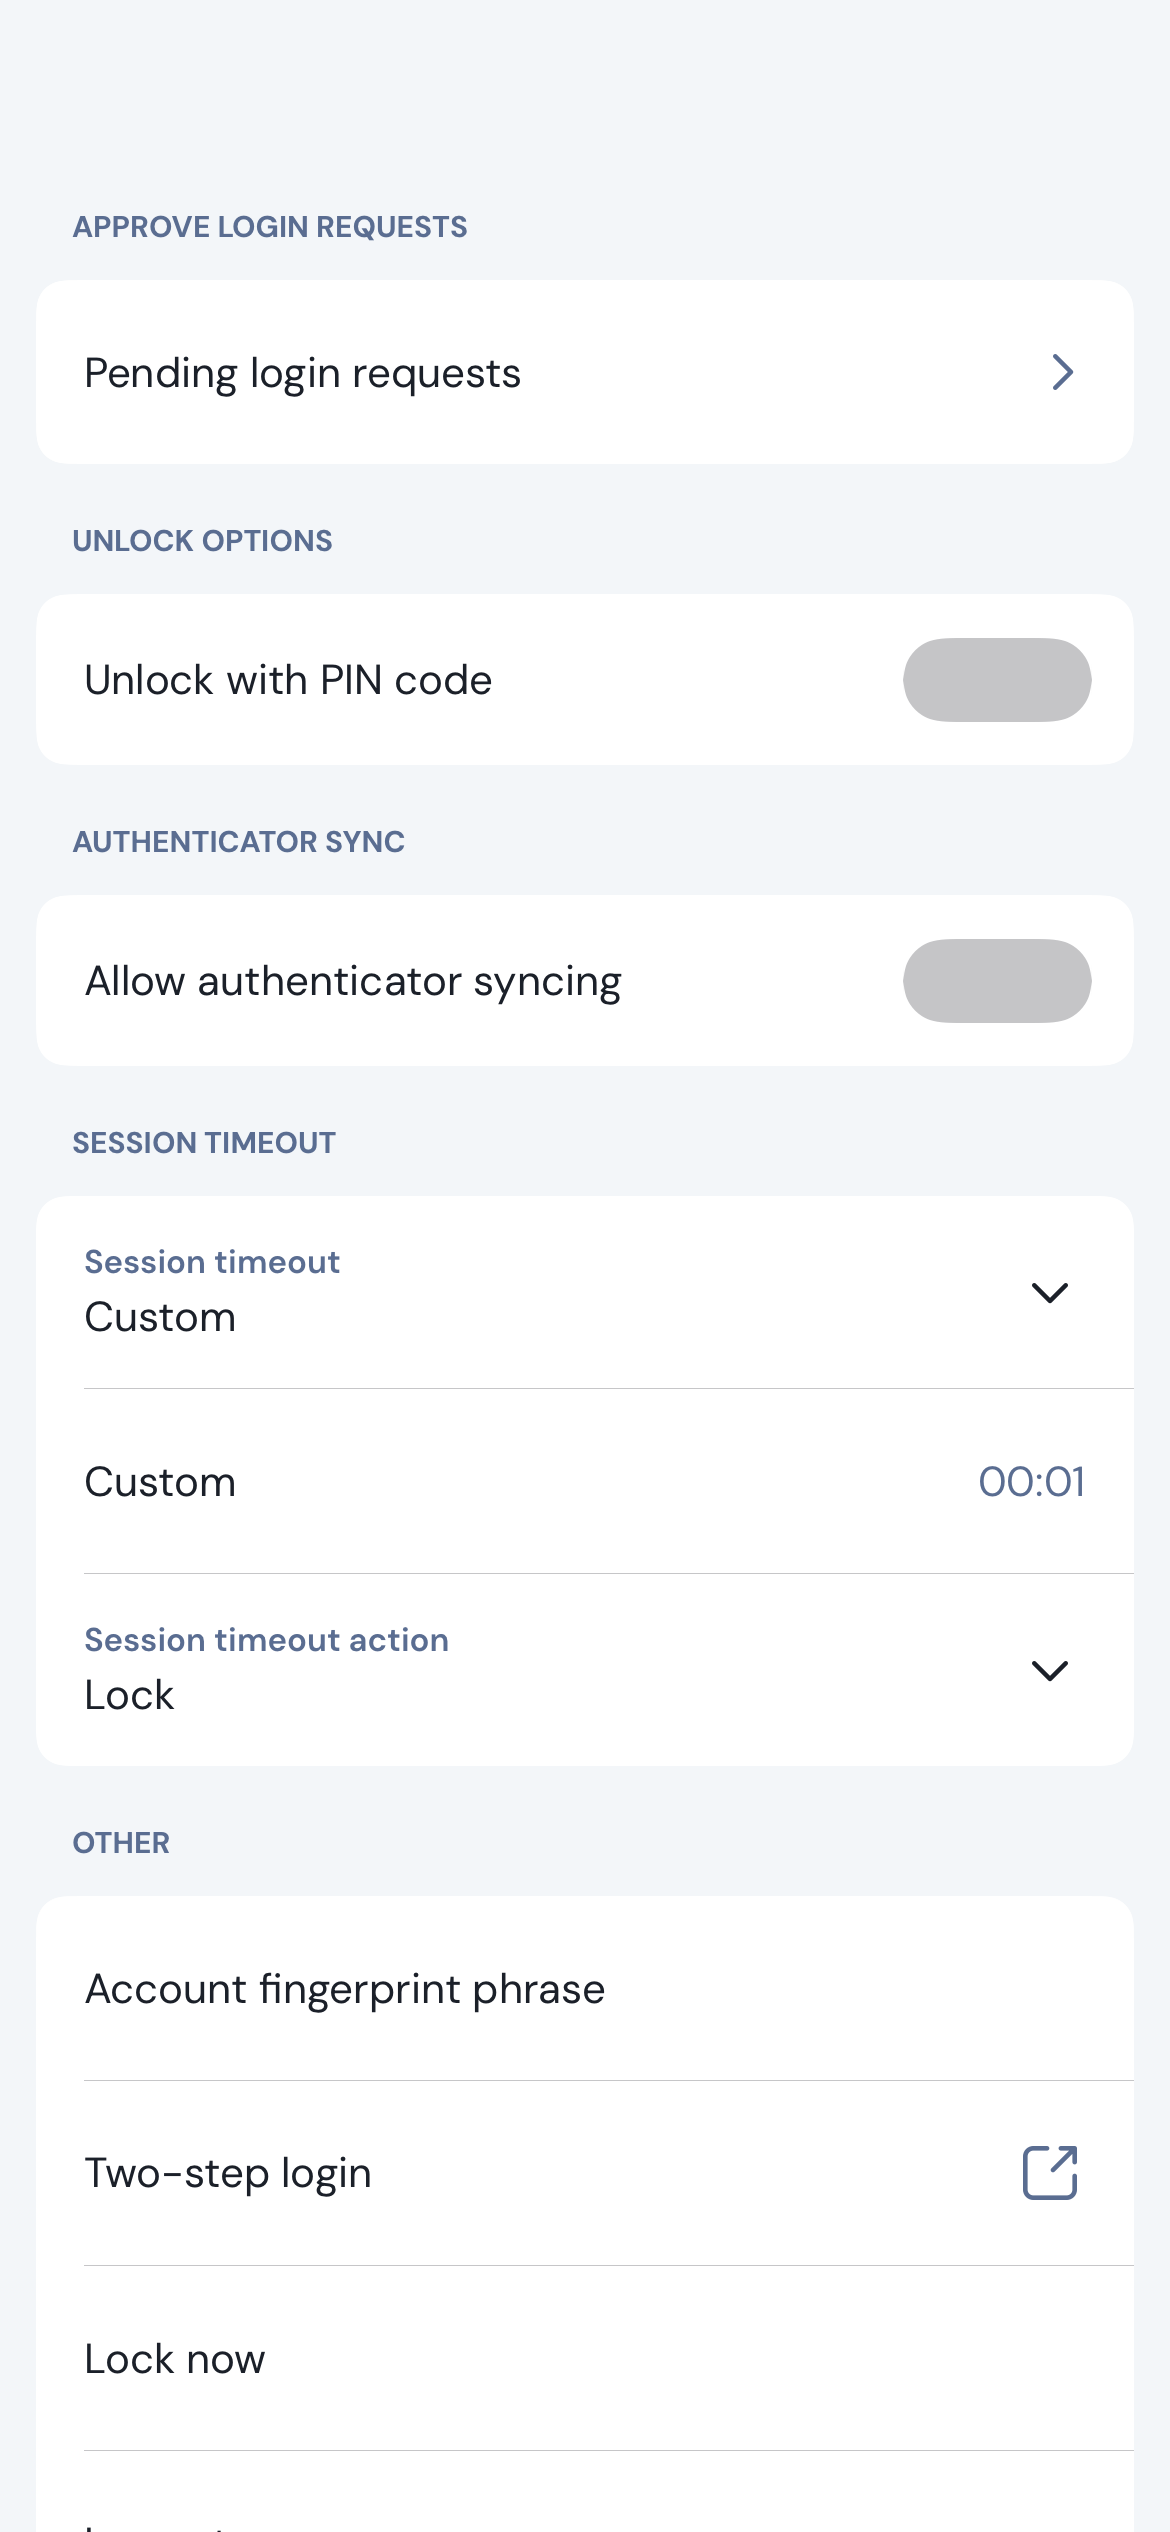 APPROVE LOGIN REQUESTS
Pending login requests
UNLOCK OPTIONS
Unlock with PIN code
AUTHENTICATOR SYNC
Allow authenticator syncing
SESSION TIMEOUT
Session timeout
Custom
Custom 00:01
Session timeout action
Lock
OTHER
Account fingerprint phrase
Two-step login
Lock now